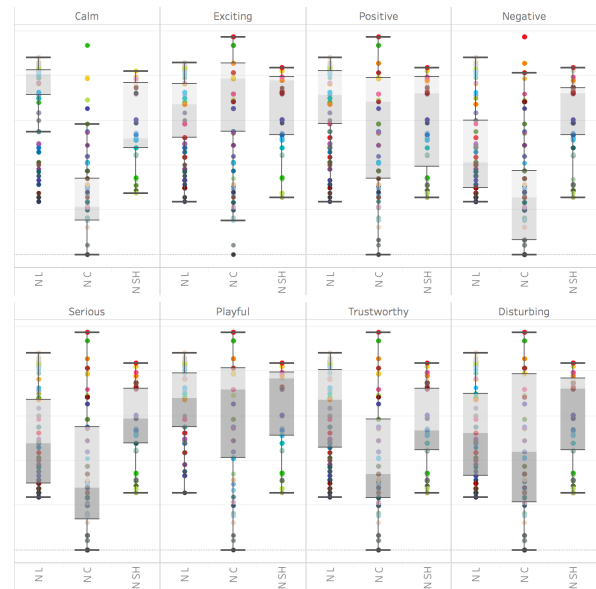 Calm Exciting Positive Negative
N L N C N SH N L N C N SH N L N C N SH N L N C N SH
Serious Playful Trustworthy Disturbing
N L N C N SH N L N C N SH N L N C N SH N L N C N SH